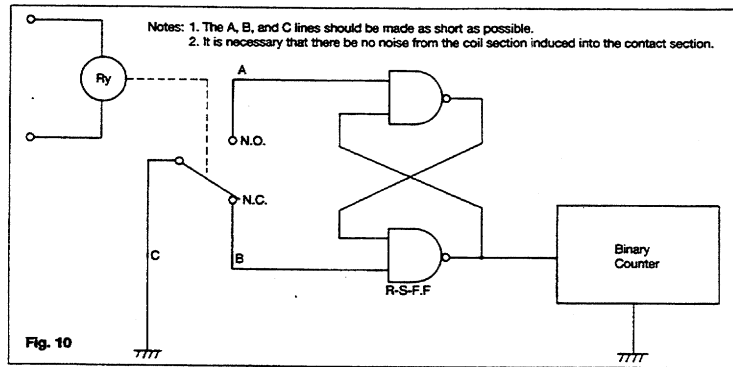 Notes: 1. The A, B, and C lines should be made as short as possible.
2. It is necessary that there be no noise from the coil section induced into the contact section.
Ry
A
N.O.
N.C.
C
B
R-S-F.F
Binary
Counter
Fig. 10